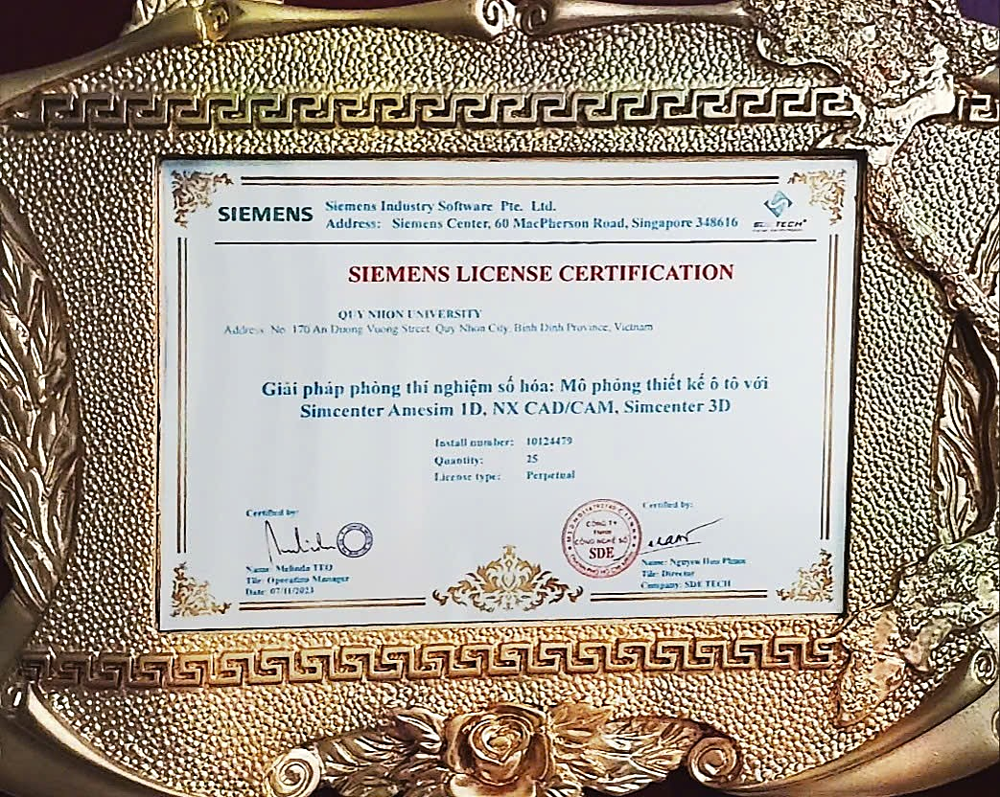 SIEMENS
Siemens Industry Software Pte. Ltd.
Address: Siemens Center, 60 MacPherson Road, Singapore 348616
SDE TECH
SIEMENS LICENSE CERTIFICATION
QUY NHON UNIVERSITY
Address: No. 170 An Duong Vuong Street, Quy Nhon City, Binh Dinh Province, Vietnam
Giải pháp phòng thí nghiệm số hóa: Mô phỏng thiết kế ô tô với
Simcenter Amesim 1D, NX CAD/CAM, Simcenter 3D
Install number: 10124479
Quantity: 25
License type: Perpetual
Certified by:
Name: Melinda TEO
Tile: Operation Manager
Date: 07/11/2023
CÔNG TY
TNHH
CÔNG NGHỆ SỐ
SDE
Certified by:
Name: Nguyen Huu Pham
Tile: Director
Company: SDE TECH